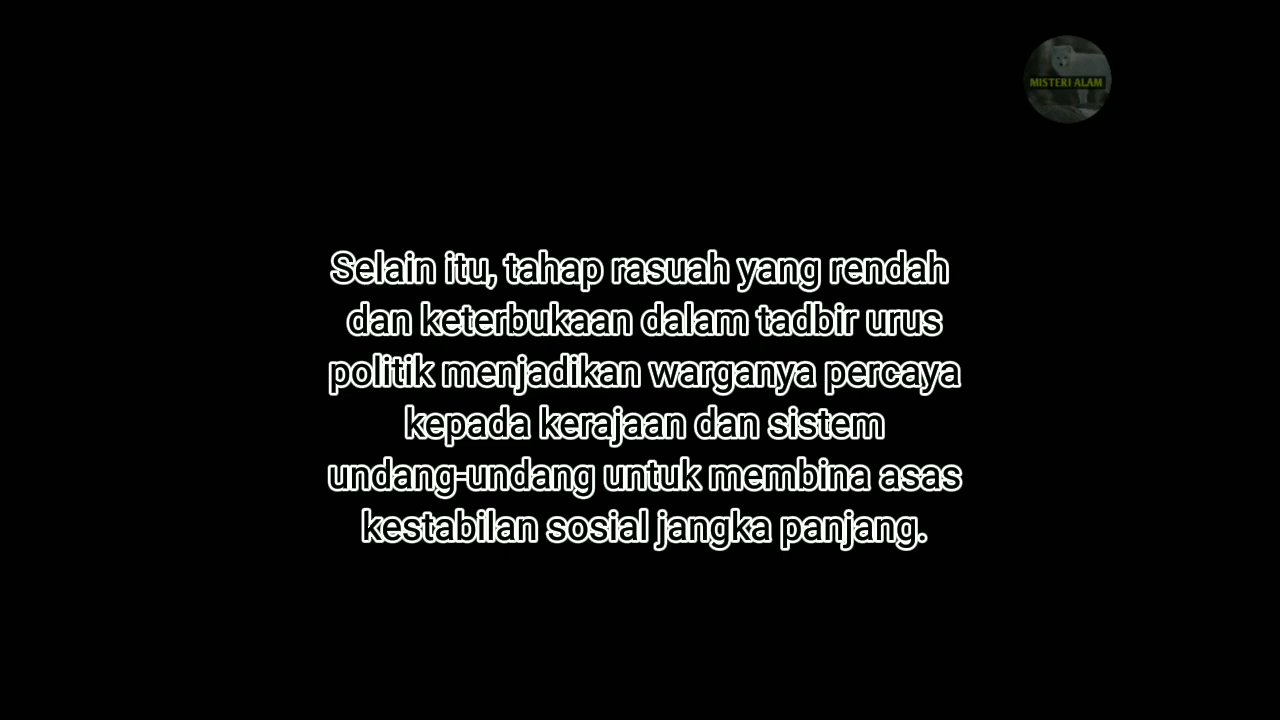 MISTERI ALAM
Selain itu, tahap rasuah yang rendah
dan keterbukaan dalam tadbir urus
politik menjadikan warganya percaya
kepada kerajaan dan sistem
undang-undang untuk membina asas
kestabilan sosial jangka panjang.